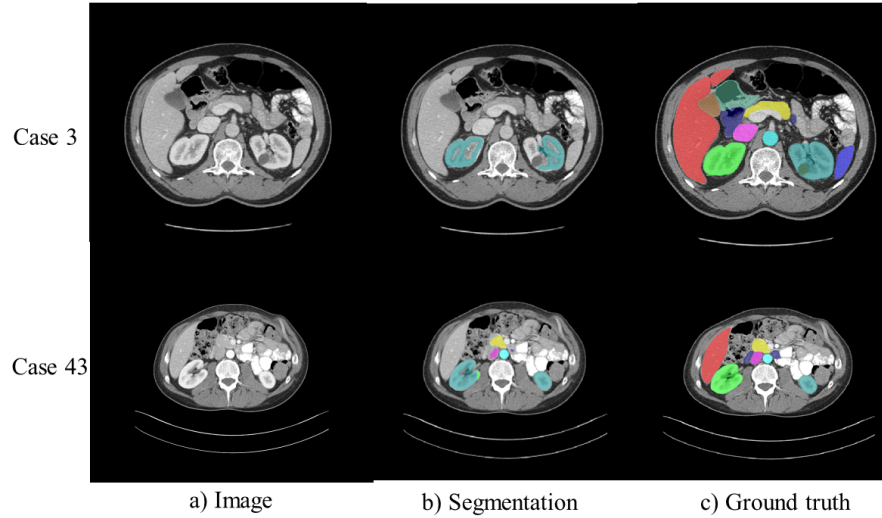 Case 3
Case 43
a) Image
b) Segmentation
c) Ground truth